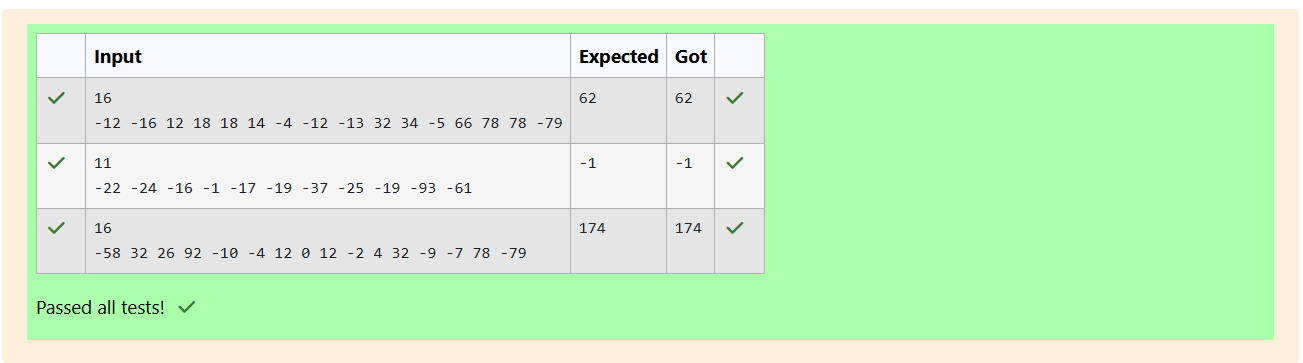 Input Expected Got
16 62 62
-12 -16 12 18 18 14 -4 -12 -13 32 34 -5 66 78 78 -79
11 -1 -1
-22 -24 -16 -1 -17 -19 -37 -25 -19 -93 -61
16 174 174
-58 32 26 92 -10 -4 12 0 12 -2 4 32 -9 -7 78 -79
Passed all tests!